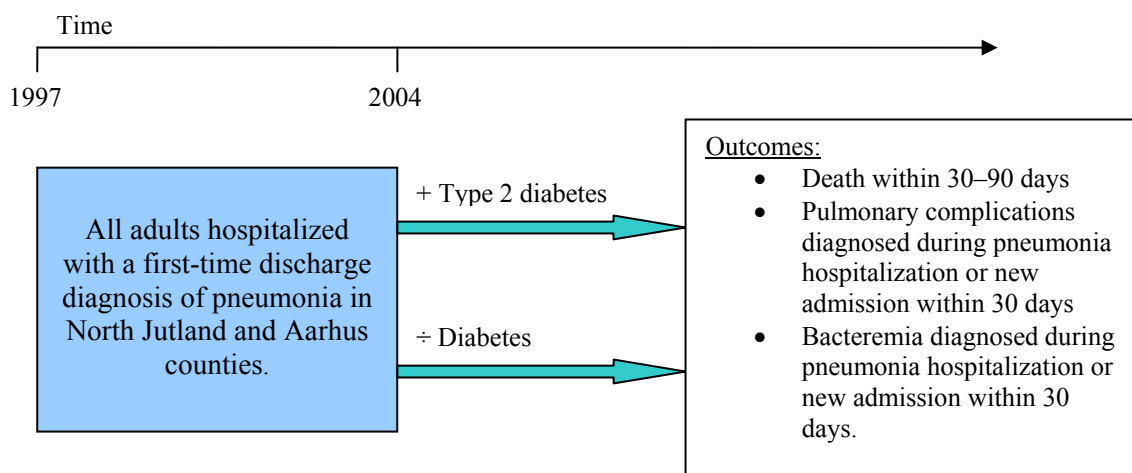 Time
1997
2004
All adults hospitalized
with a first-time discharge
diagnosis of pneumonia in
North Jutland and Aarhus
counties.
+ Type 2 diabetes
÷ Diabetes
Outcomes:
• Death within 30–90 days
• Pulmonary complications
diagnosed during pneumonia
hospitalization or new
admission within 30 days
• Bacteremia diagnosed during
pneumonia hospitalization or
new admission within 30
days.